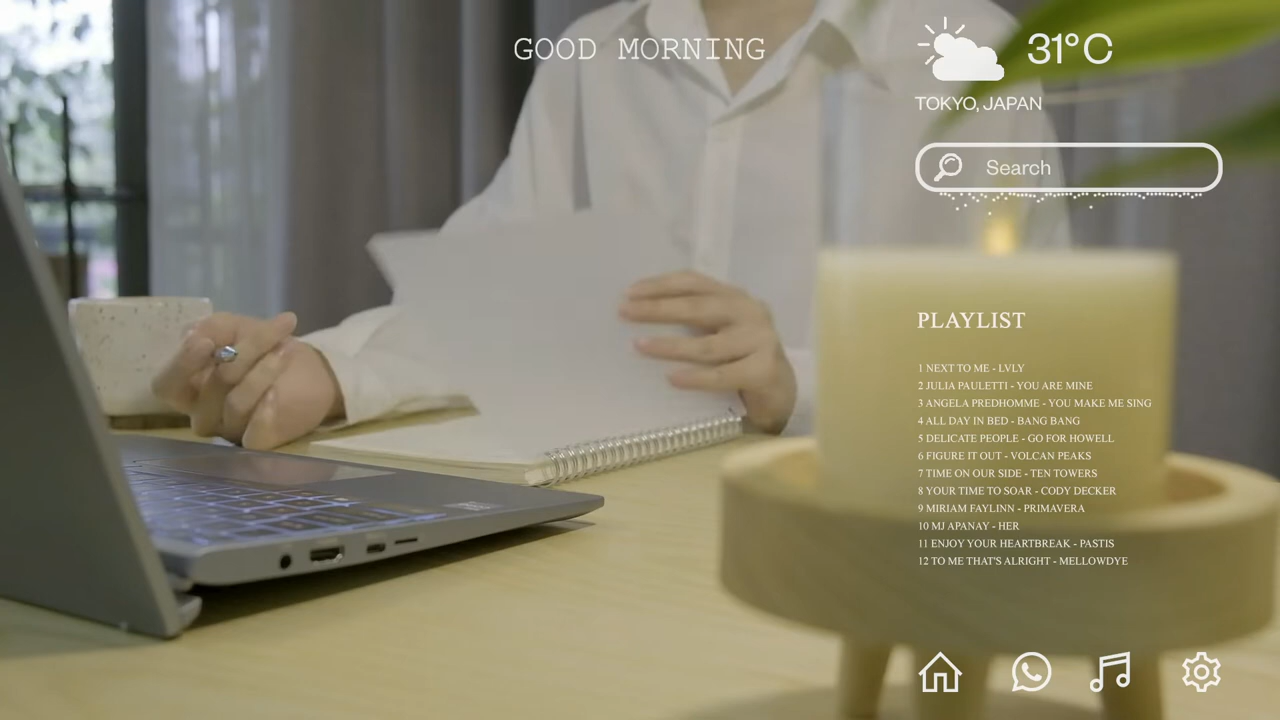 GOOD MORNING
31°C
TOKYO, JAPAN
Search
PLAYLIST
1 NEXT TO ME - LVLY
2 JULIA PAULETTI - YOU ARE MINE
3 ANGELA PREDHOMME - YOU MAKE ME SING
4 ALL DAY IN BED - BANG BANG
5 DELICATE PEOPLE - GO FOR HOWELL
6 FIGURE IT OUT - VOLCAN PEAKS
7 TIME ON OUR SIDE - TEN TOWERS
8 YOUR TIME TO SOAR - CODY DECKER
9 MIRIAM FAYLINN - PRIMAVERA
10 MJ APANAY - HER
11 ENJOY YOUR HEARTBREAK - PASTIS
12 TO ME THAT'S ALRIGHT - MELLOWDYE